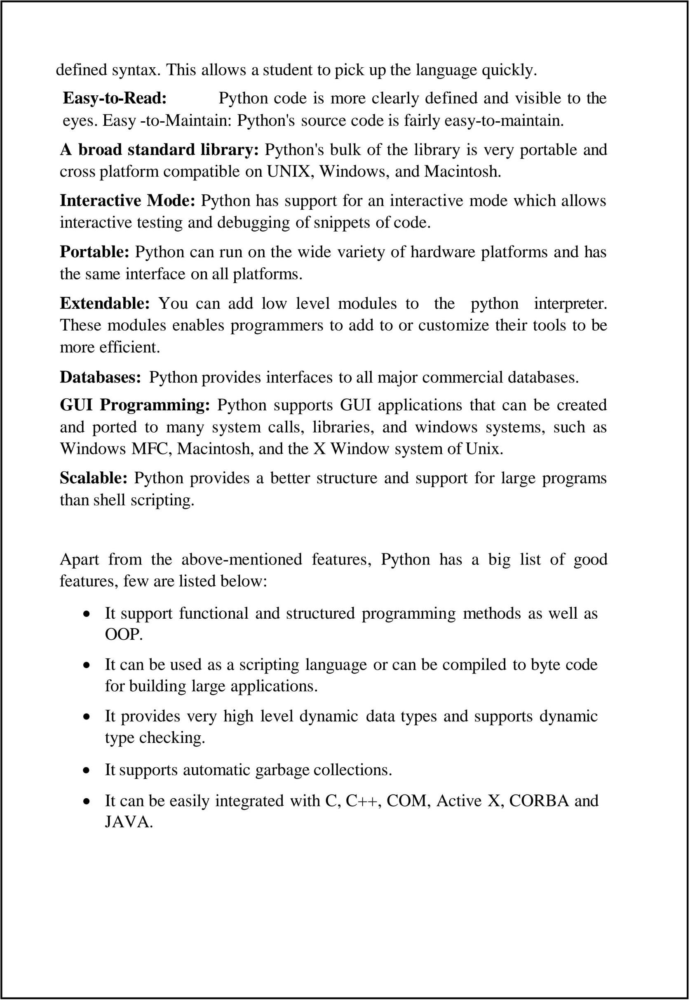 defined syntax. This allows a student to pick up the language quickly.
Easy-to-Read: Python code is more clearly defined and visible to the
eyes. Easy -to-Maintain: Python's source code is fairly easy-to-maintain.
A broad standard library: Python's bulk of the library is very portable and
cross platform compatible on UNIX, Windows, and Macintosh.
Interactive Mode: Python has support for an interactive mode which allows
interactive testing and debugging of snippets of code.
Portable: Python can run on the wide variety of hardware platforms and has
the same interface on all platforms.
Extendable: You can add low level modules to the python interpreter.
These modules enables programmers to add to or customize their tools to be
more efficient.
Databases: Python provides interfaces to all major commercial databases.
GUI Programming: Python supports GUI applications that can be created
and ported to many system calls, libraries, and windows systems, such as
Windows MFC, Macintosh, and the X Window system of Unix.
Scalable: Python provides a better structure and support for large programs
than shell scripting.
Apart from the above-mentioned features, Python has a big list of good
features, few are listed below:
• It support functional and structured programming methods as well as
OOP.
• It can be used as a scripting language or can be compiled to byte code
for building large applications.
• It provides very high level dynamic data types and supports dynamic
type checking.
• It supports automatic garbage collections.
• It can be easily integrated with C, C++, COM, Active X, CORBA and
JAVA.